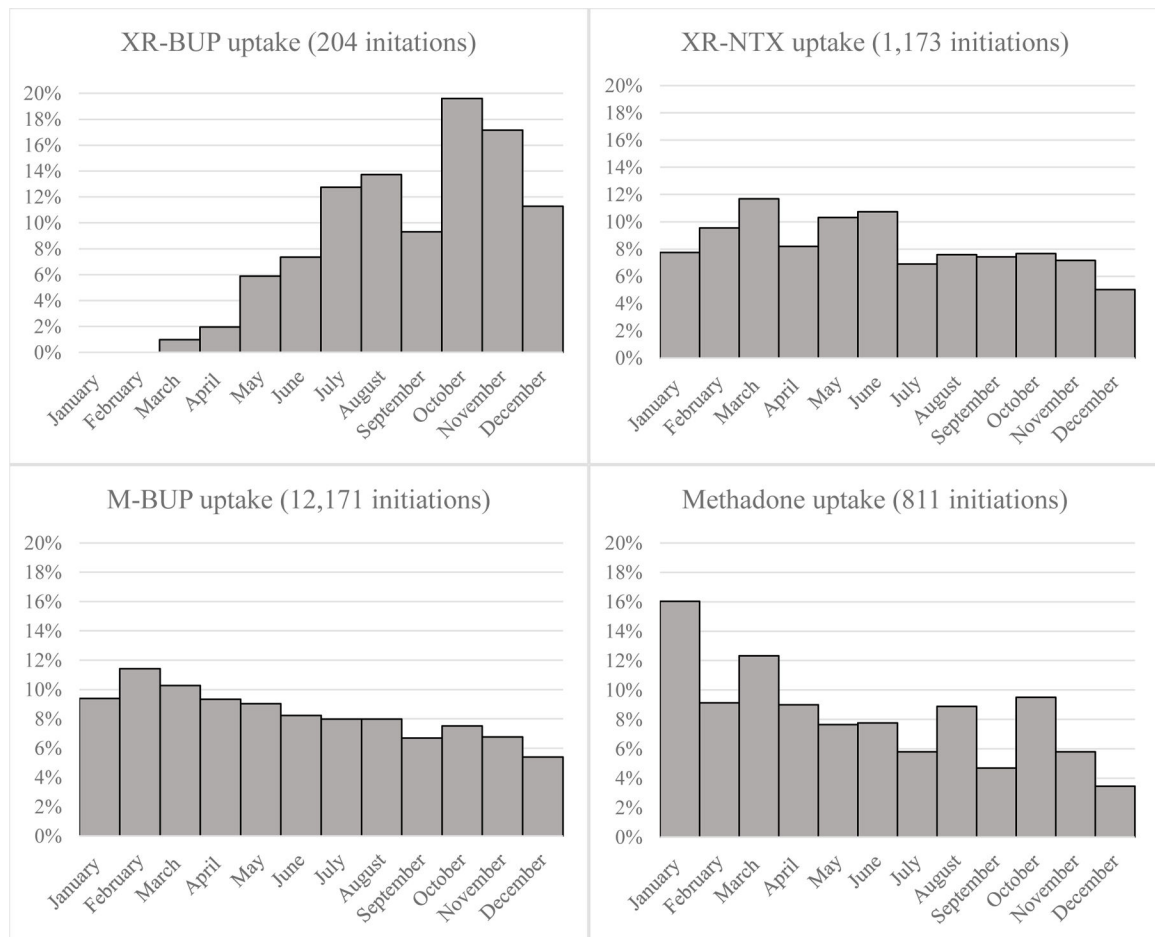 XR-BUP uptake (204 initations)
20%
18%
16%
14%
12%
10%
8%
6%
4%
2%
0%
January
February
March
April
May
June
July
August
September
October
November
December
XR-NTX uptake (1,173 initiations)
20%
18%
16%
14%
12%
10%
8%
6%
4%
2%
0%
January
February
March
April
May
June
July
August
September
October
November
December
M-BUP uptake (12,171 initiations)
20%
18%
16%
14%
12%
10%
8%
6%
4%
2%
0%
January
February
March
April
May
June
July
August
September
October
November
December
Methadone uptake (811 initiations)
20%
18%
16%
14%
12%
10%
8%
6%
4%
2%
0%
January
February
March
April
May
June
July
August
September
October
November
December